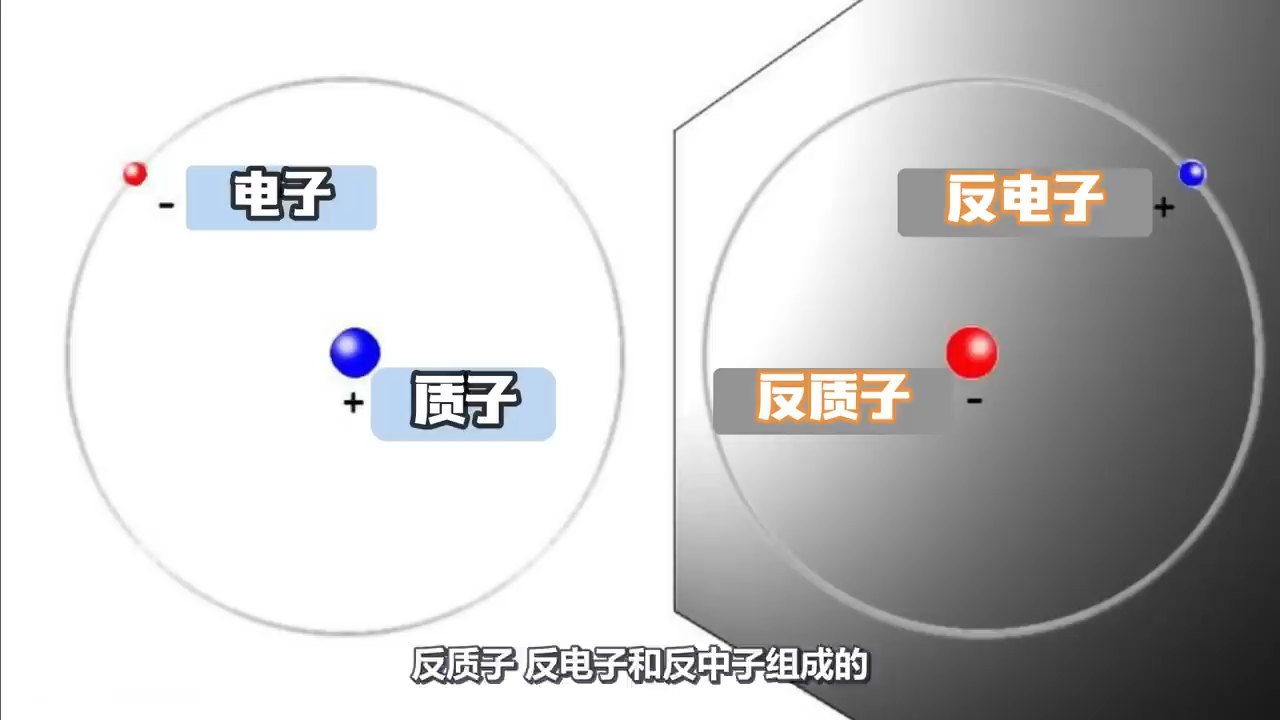 电子
-
反电子
+
质子
+
反质子
-
反质子 反电子和反中子组成的